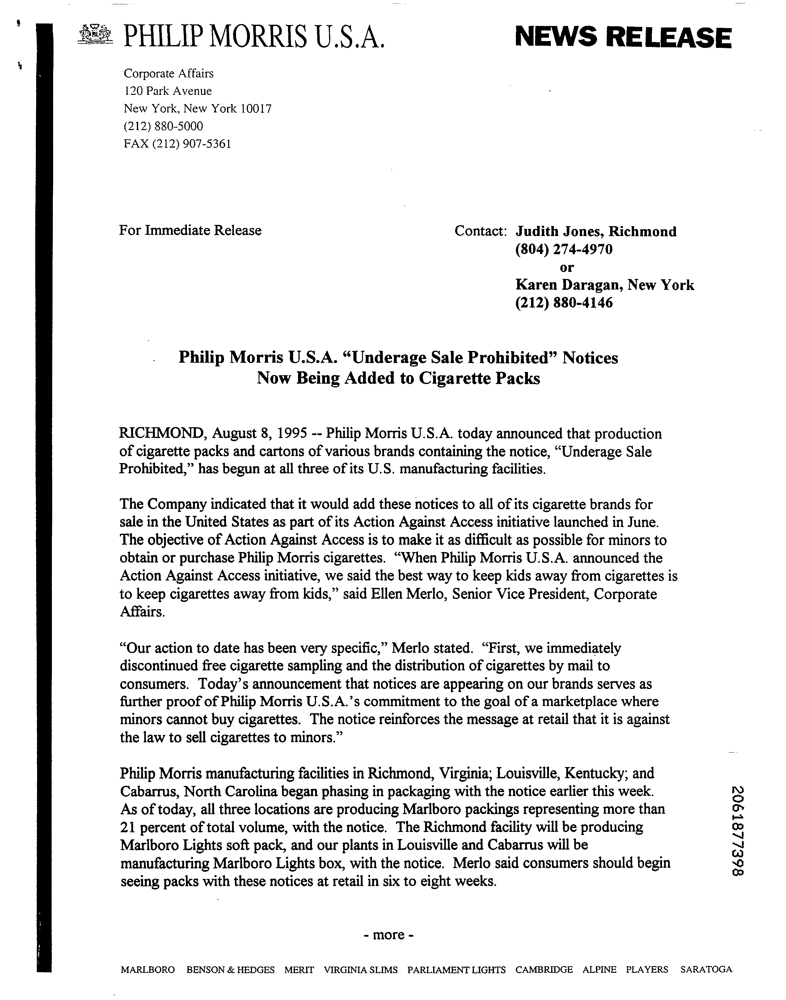 PHILIP MORRIS U.S.A. NEWS RELEASE
Corporate Affairs
120 Park Avenue
New York, New York 10017
(212) 880-5000
FAX (212) 907-5361
For Immediate Release Contact: Judith Jones, Richmond
(804) 274-4970
or
Karen Daragan, New York
(212) 880-4146
Philip Morris U.S.A. “Underage Sale Prohibited” Notices
Now Being Added to Cigarette Packs
RICHMOND, August 8, 1995 -- Philip Morris U.S.A. today announced that production
of cigarette packs and cartons of various brands containing the notice, “Underage Sale
Prohibited,” has begun at all three of its U.S. manufacturing facilities.
The Company indicated that it would add these notices to all of its cigarette brands for
sale in the United States as part of its Action Against Access initiative launched in June.
The objective of Action Against Access is to make it as difficult as possible for minors to
obtain or purchase Philip Morris cigarettes. “When Philip Morris U.S.A. announced the
Action Against Access initiative, we said the best way to keep kids away from cigarettes is
to keep cigarettes away from kids,” said Ellen Merlo, Senior Vice President, Corporate
Affairs.
“Our action to date has been very specific,” Merlo stated. “First, we immediately
discontinued free cigarette sampling and the distribution of cigarettes by mail to
consumers. Today’s announcement that notices are appearing on our brands serves as
further proof of Philip Morris U.S.A.’s commitment to the goal of a marketplace where
minors cannot buy cigarettes. The notice reinforces the message at retail that it is against
the law to sell cigarettes to minors.”
Philip Morris manufacturing facilities in Richmond, Virginia; Louisville, Kentucky; and
Cabarrus, North Carolina began phasing in packaging with the notice earlier this week.
As of today, all three locations are producing Marlboro packings representing more than
21 percent of total volume, with the notice. The Richmond facility will be producing
Marlboro Lights soft pack, and our plants in Louisville and Cabarrus will be
manufacturing Marlboro Lights box, with the notice. Merlo said consumers should begin
seeing packs with these notices at retail in six to eight weeks.
2061877398
- more -
MARLBORO BENSON & HEDGES MERIT VIRGINIA SLIMS PARLIAMENT LIGHTS CAMBRIDGE ALPINE PLAYERS SARATOGA